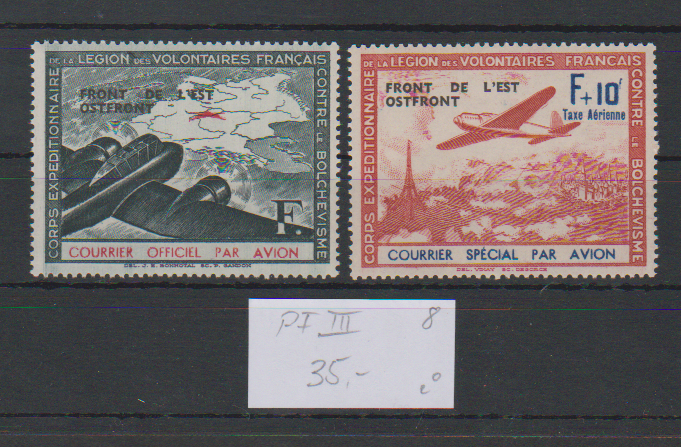 DE LA LEGION DES VOLONTAIRES FRANÇAIS
CORPS EXPEDITIONNAIRE
CONTRE LE BOLCHEVISME
FRONT DE L'EST
OSTFRONT
F.
COURRIER OFFICIEL PAR AVION
DE LA LEGION DES VOLONTAIRES FRANÇAIS
CORPS EXPEDITIONNAIRE
CONTRE LE BOLCHEVISME
FRONT DE L'EST
OSTFRONT
F+10f
Taxe Aérienne
COURRIER SPÉCIAL PAR AVION
III 8
35,-